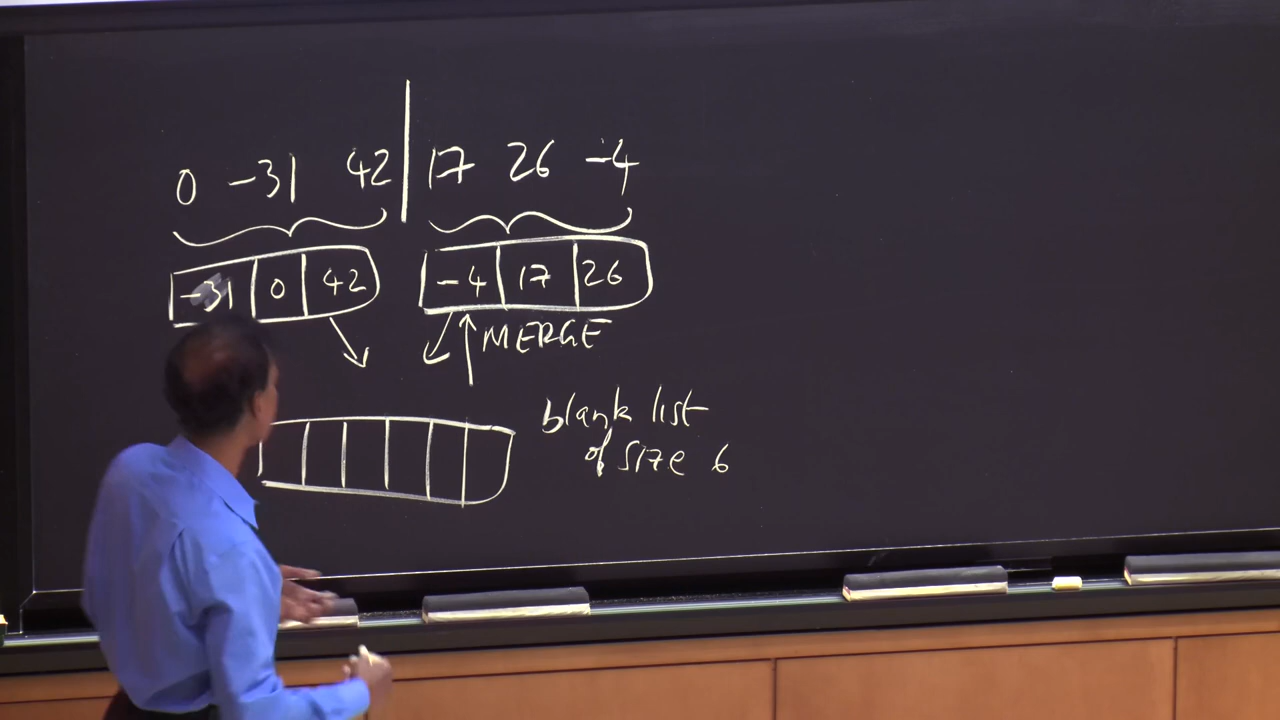 0 -31 42 | 17 26 -4
-31 0 42 -4 17 26
MERGE
blank list
of size 6